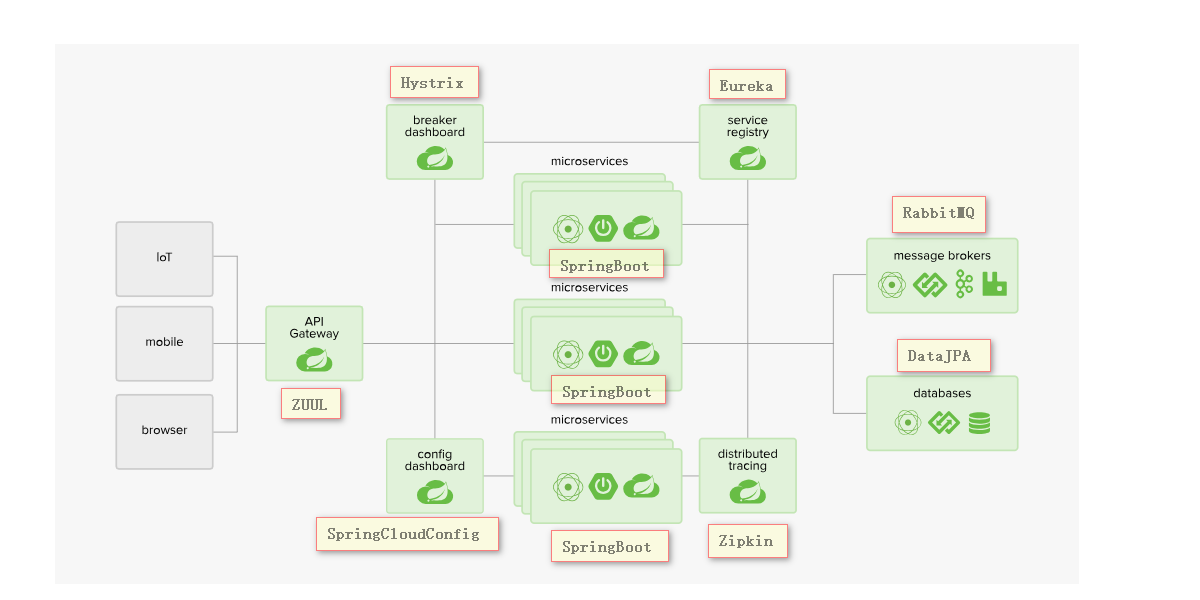 Hystrix
Eureka
breaker
dashboard
service
registry
microservices
RabbitMQ
IoT
message brokers
SpringBoot
microservices
API
Gateway
mobile
DataJPA
SpringBoot
databases
ZUUL
microservices
browser
config
dashboard
distributed
tracing
SpringCloudConfig
SpringBoot
Zipkin